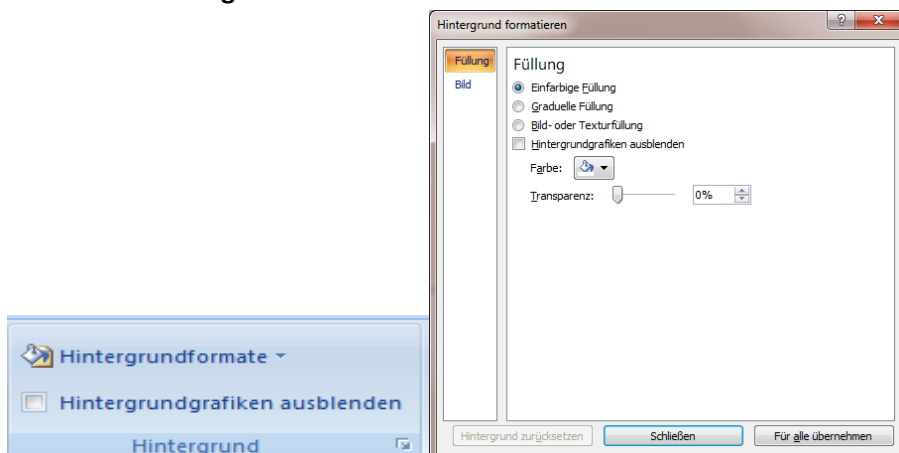 Hintergrund formatieren
Füllung
Bild
Füllung
Einfarbige Füllung
Graduelle Füllung
Bild- oder Texturfüllung
Hintergrundgrafiken ausblenden
Farbe:
Transparenz:
0%
Hintergrund zurücksetzen
Schließen
Für alle übernehmen
Hintergrundformate
Hintergrundgrafiken ausblenden
Hintergrund